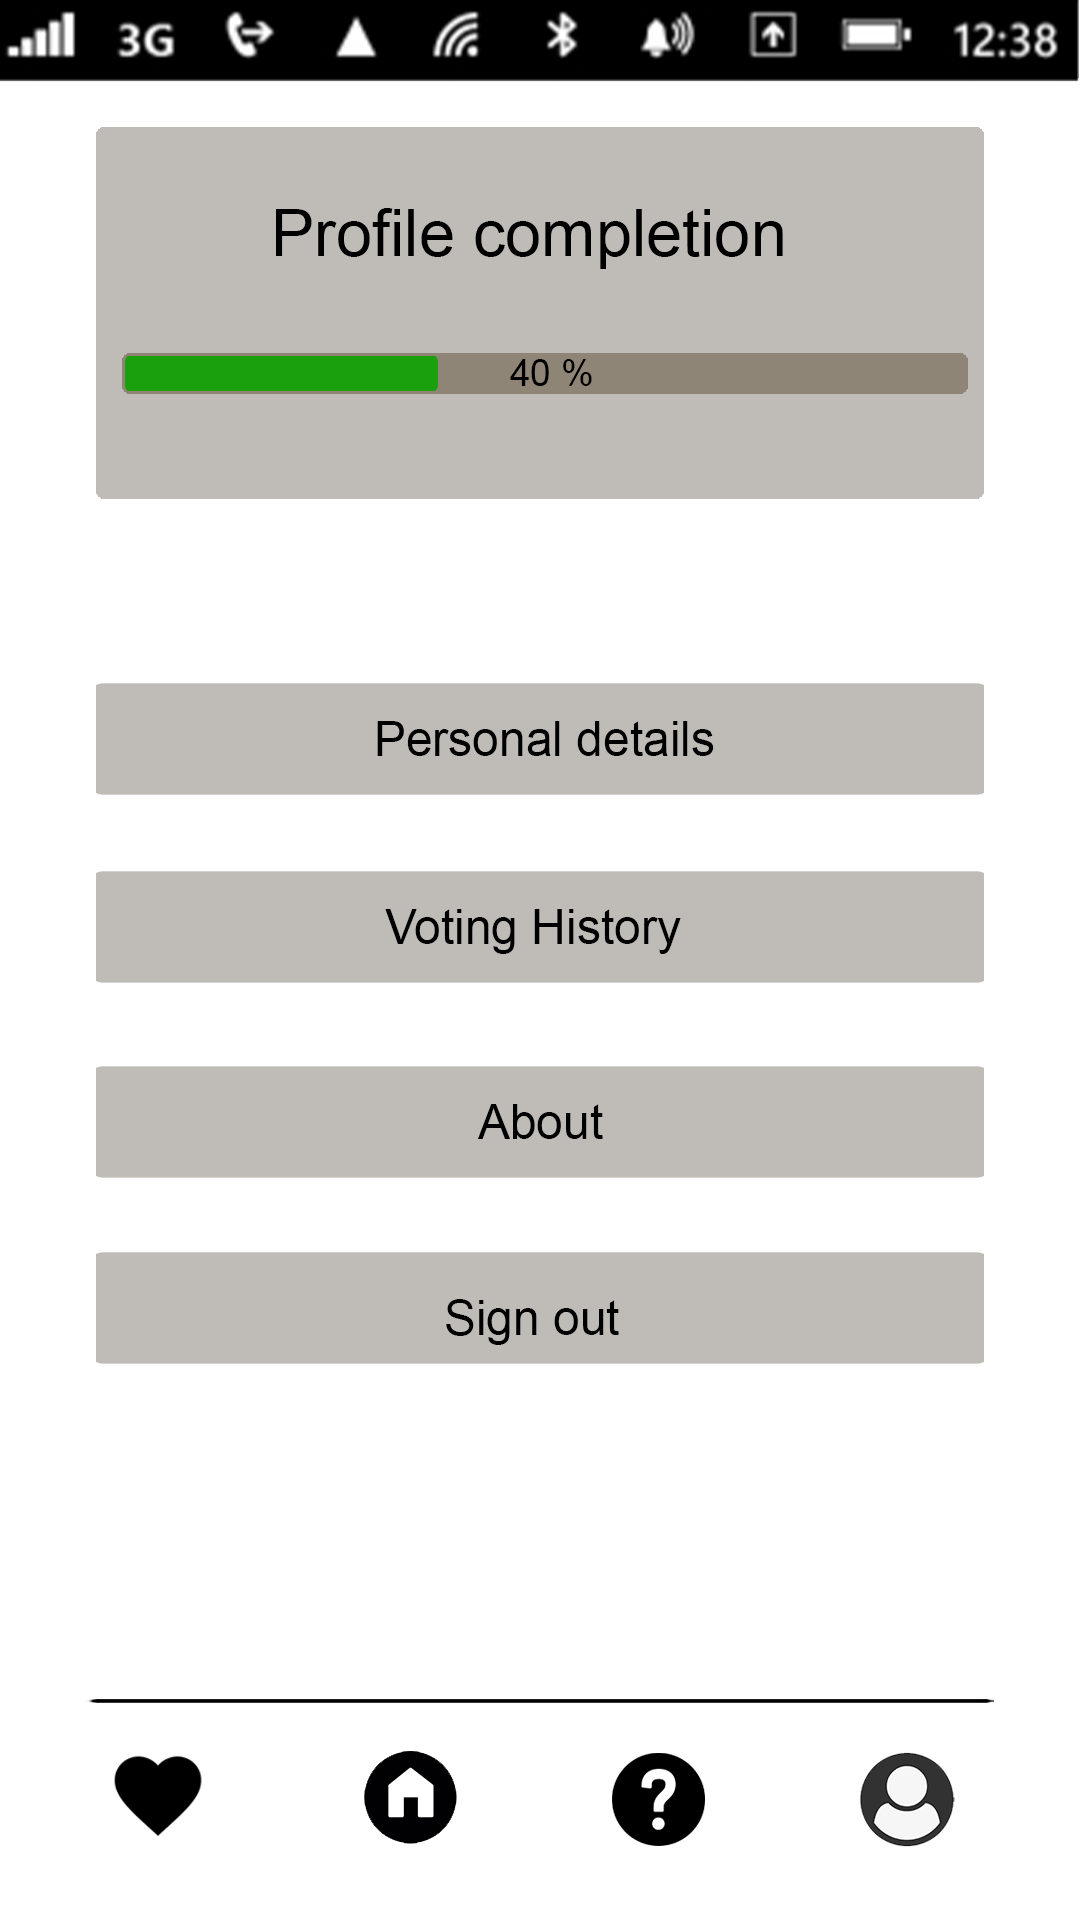 3G 12:38
Profile completion
40 %
Personal details
Voting History
About
Sign out
?